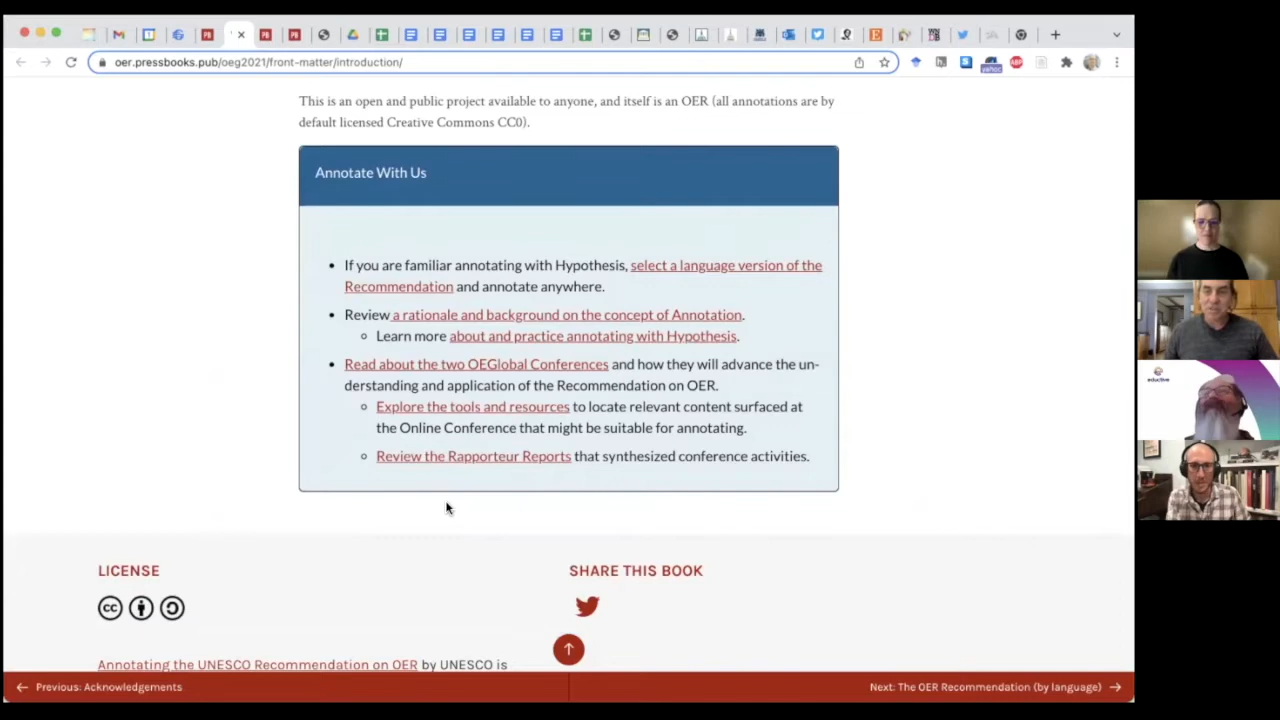 oer.pressbooks.pub/oeg2021/front-matter/introduction/
yahoo
ABP
This is an open and public project available to anyone, and itself is an OER (all annotations are by
default licensed Creative Commons CC0).
Annotate With Us
• If you are familiar annotating with Hypothesis, select a language version of the
Recommendation and annotate anywhere.
• Review a rationale and background on the concept of Annotation.
◦ Learn more about and practice annotating with Hypothesis.
• Read about the two OEGlobal Conferences and how they will advance the un-
derstanding and application of the Recommendation on OER.
◦ Explore the tools and resources to locate relevant content surfaced at
the Online Conference that might be suitable for annotating.
◦ Review the Rapporteur Reports that synthesized conference activities.
LICENSE
SHARE THIS BOOK
cc
Annotating the UNESCO Recommendation on OER by UNESCO is
← Previous: Acknowledgements
Next: The OER Recommendation (by language) →
eductive